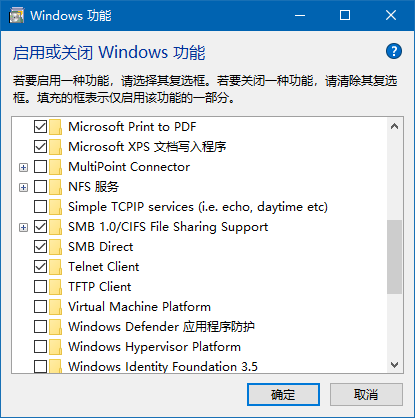 Windows 功能
启用或关闭 Windows 功能
若要启用一种功能，请选择其复选框。若要关闭一种功能，请清除其复选
框。填充的框表示仅启用该功能的一部分。
Microsoft Print to PDF
Microsoft XPS 文档写入程序
MultiPoint Connector
NFS 服务
Simple TCPIP services (i.e. echo, daytime etc)
SMB 1.0/CIFS File Sharing Support
SMB Direct
Telnet Client
TFTP Client
Virtual Machine Platform
Windows Defender 应用程序防护
Windows Hypervisor Platform
Windows Identity Foundation 3.5
确定
取消